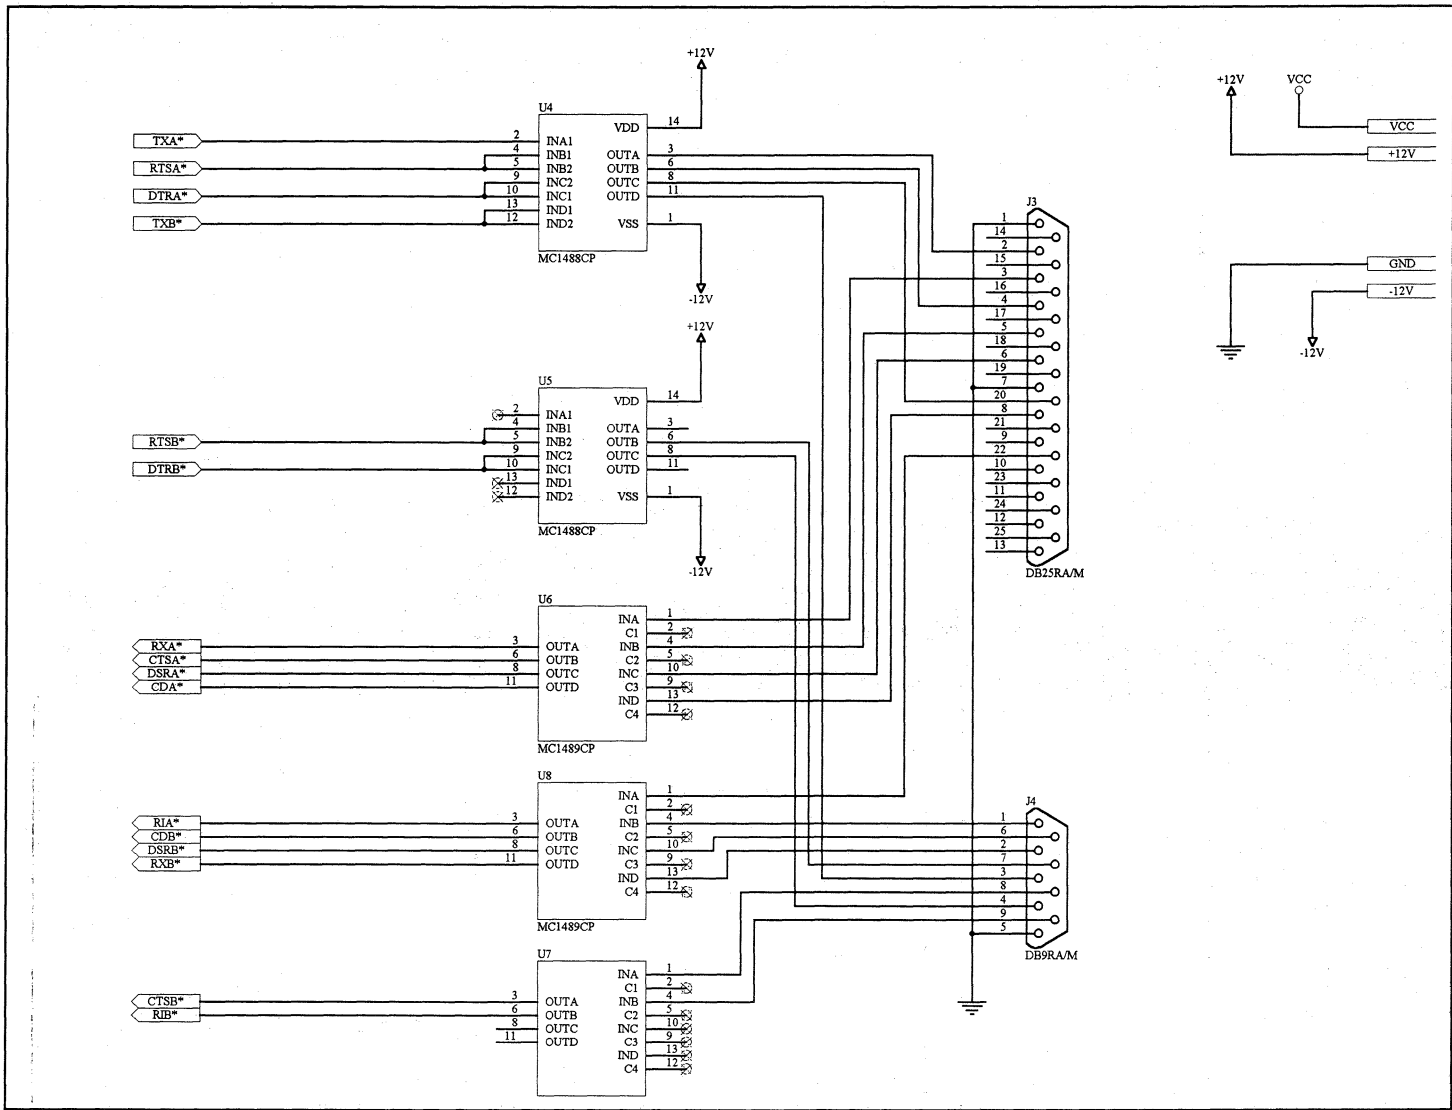 +12V
U4
VDD 14
TXA* 2 INA1
4 INB1 OUTA 3
RTSA* 5 INB2 OUTB 6
9 INC2 OUTC 8
DTRA* 10 INC1 OUTD 11
13 IND1
TXB* 12 IND2 VSS 1
MC1488CP
-12V
+12V
U5
VDD 14
2 INA1
4 INB1 OUTA 3
RTSB* 5 INB2 OUTB 6
9 INC2 OUTC 8
DTRB* 10 INC1 OUTD 11
13 IND1
12 IND2 VSS 1
MC1488CP
-12V
U6
INA 1
C1 2
RXA* 3 OUTA INB 4
CTSA* 6 OUTB C2 5
DSRA* 8 OUTC INC 10
CDA* 11 OUTD C3 9
IND 13
C4 12
MC1489CP
U8
INA 1
C1 2
RIA* 3 OUTA INB 4
CDB* 6 OUTB C2 5
DSRB* 8 OUTC INC 10
RXB* 11 OUTD C3 9
IND 13
C4 12
MC1489CP
U7
INA 1
C1 2
CTSB* 3 OUTA INB 4
RIB* 6 OUTB C2 5
8 OUTC INC 10
11 OUTD C3 9
IND 13
C4 12
J3
1
14
2
15
3
16
4
17
5
18
6
19
7
20
8
21
9
22
10
23
11
24
12
25
13
DB25RA/M
J4
1
6
2
7
3
8
4
9
5
DB9RA/M
+12V VCC
VCC
+12V
GND
-12V
-12V